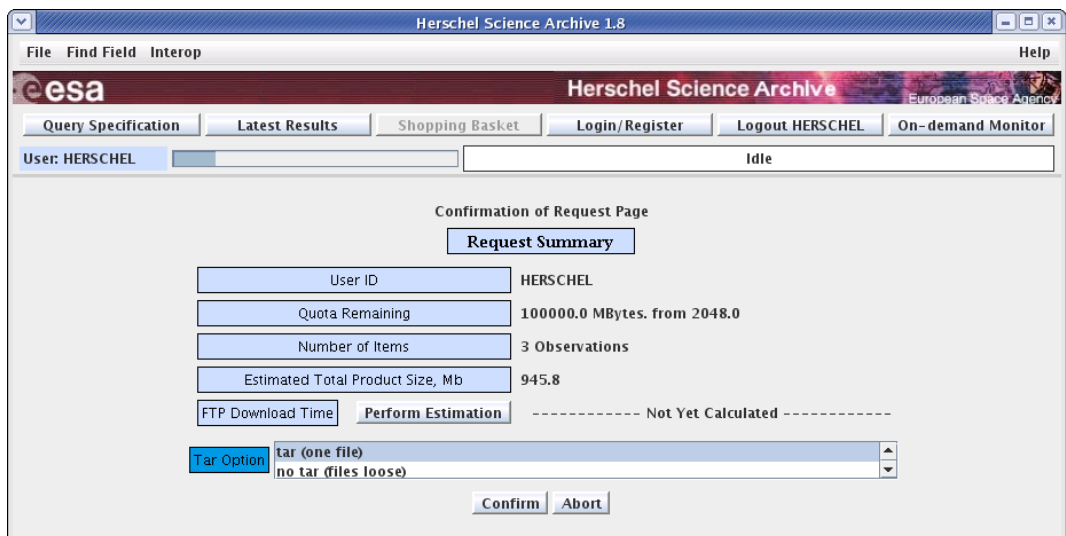 Herschel Science Archive 1.8
File Find Field Interop Help
esa Herschel Science Archive European Space Agency
Query Specification Latest Results Shopping Basket Login/Register Logout HERSCHEL On-demand Monitor
User: HERSCHEL Idle
Confirmation of Request Page
Request Summary
User ID HERSCHEL
Quota Remaining 100000.0 MBytes. from 2048.0
Number of Items 3 Observations
Estimated Total Product Size, Mb 945.8
FTP Download Time Perform Estimation ------------ Not Yet Calculated ------------
Tar Option tar (one file)
no tar (files loose)
Confirm Abort